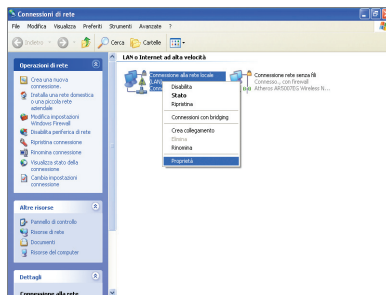 Connessioni di rete
File Modifica Visualizza Preferiti Strumenti Avanzate ?
Indietro Cerca Cartelle
LAN o Internet ad alta velocità
Operazioni di rete
Crea una nuova
connessione.
Installa una rete domestica
o una piccola rete
aziendale
Modifica impostazioni
Windows Firewall
Disabilita periferica di rete
Ripristina connessione
Rinomina connessione
Visualizza stato della
connessione
Cambia impostazioni
connessione
Altre risorse
Pannello di controllo
Risorse di rete
Documenti
Risorse del computer
Dettagli
Connessione alla rete
Connessione alla rete locale
Disabilita
Stato
Ripristina
Connessioni con bridging
Crea collegamento
Elimina
Rinomina
Proprietà
Connessione rete senza fili
Connesso , con firewall
Atheros AR5007EG Wireless N...